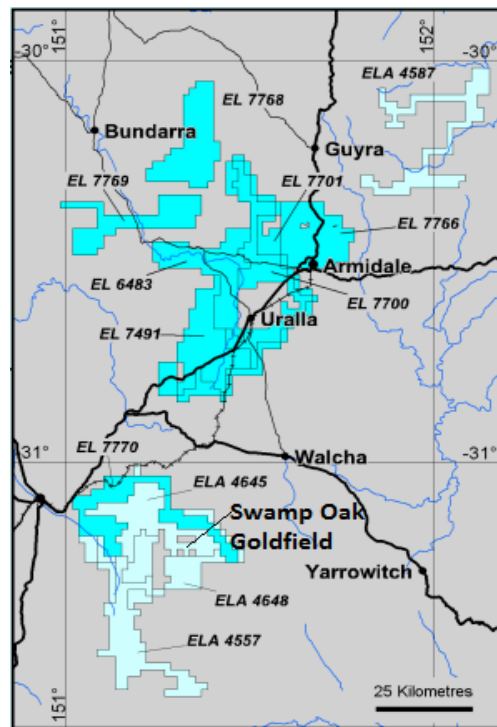 151°
152°
-30°
-30°
ELA 4587
EL 7768
Bundarra
Guyra
EL 7769
EL 7701
EL 7766
Armidale
EL 6483
EL 7700
Uralla
EL 7491
-31°
-31°
EL 7770
Walcha
ELA 4645
Swamp Oak
Goldfield
Yarrowitch
ELA 4648
ELA 4557
151°
25 Kilometres